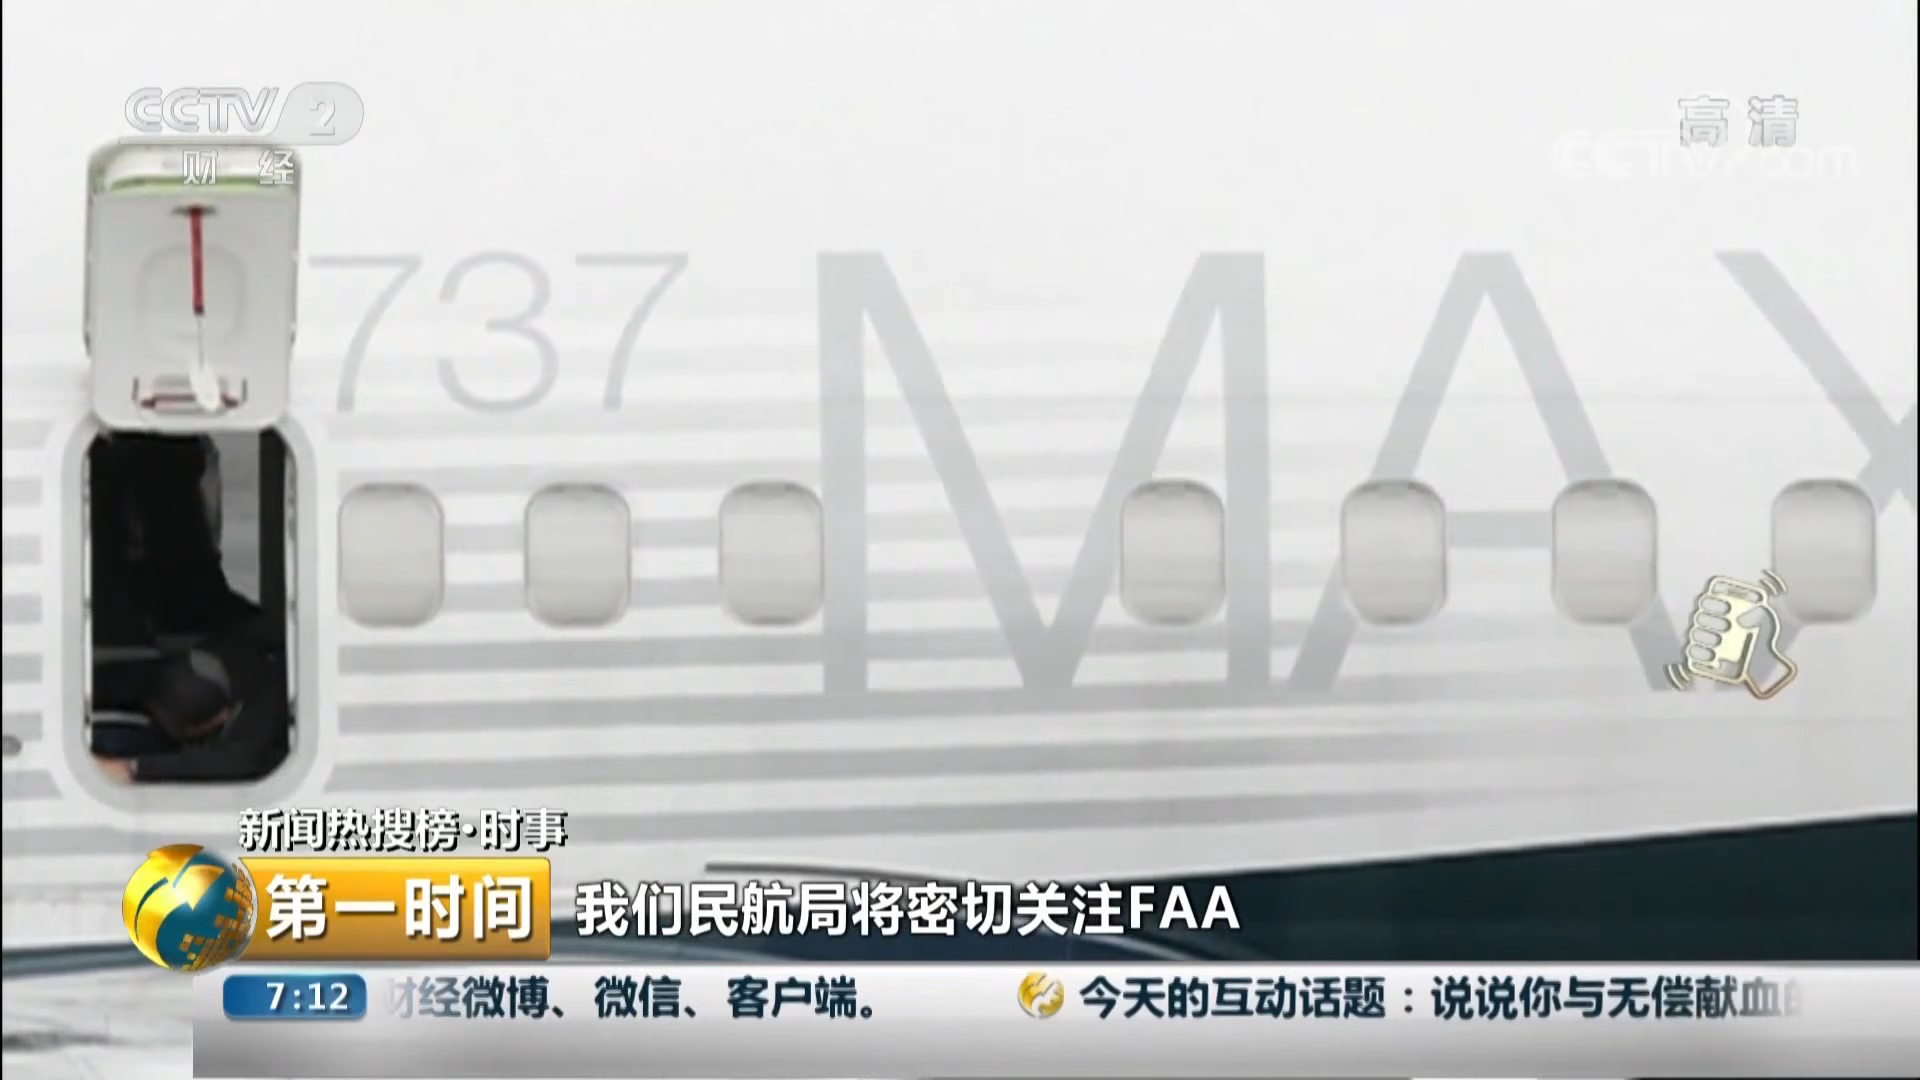 CCTV 2
财 经
高 清
CCTV.com
737
MAX
新闻热搜榜·时事
第一时间
我们民航局将密切关注FAA
7:12
财经微博、微信、客户端。
今天的互动话题：说说你与无偿献血